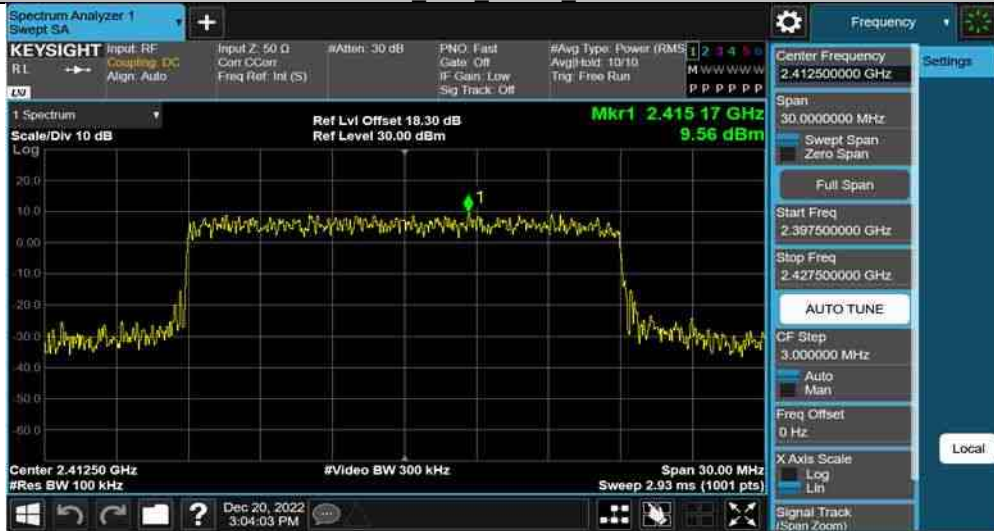 Spectrum Analyzer 1
Swept SA
Frequency
KEYSIGHT
RL
LXI
Input: RF
Coupling: DC
Align: Auto
Input Z: 50 Ω
Corr CCorr
Freq Ref: Int (S)
#Atten: 30 dB
PNO: Fast
Gate: Off
IF Gain: Low
Sig Track: Off
#Avg Type: Power (RMS
Avg|Hold: 10/10
Trig: Free Run
1 2 3 4 5 6
M W W W W W
P P P P P P
1 Spectrum
Scale/Div 10 dB
Log
Ref Lvl Offset 18.30 dB
Ref Level 30.00 dBm
Mkr1 2.415 17 GHz
9.56 dBm
1
20.0
10.0
0.00
-10.0
-20.0
-30.0
-40.0
-50.0
-60.0
Center 2.41250 GHz
#Res BW 100 kHz
#Video BW 300 kHz
Span 30.00 MHz
Sweep 2.93 ms (1001 pts)
?
Dec 20, 2022
3:04:03 PM
Center Frequency
2.412500000 GHz
Span
30.0000000 MHz
Swept Span
Zero Span
Full Span
Start Freq
2.397500000 GHz
Stop Freq
2.427500000 GHz
AUTO TUNE
CF Step
3.000000 MHz
Auto
Man
Freq Offset
0 Hz
X Axis Scale
Log
Lin
Signal Track
(Span Zoom)
Settings
Local